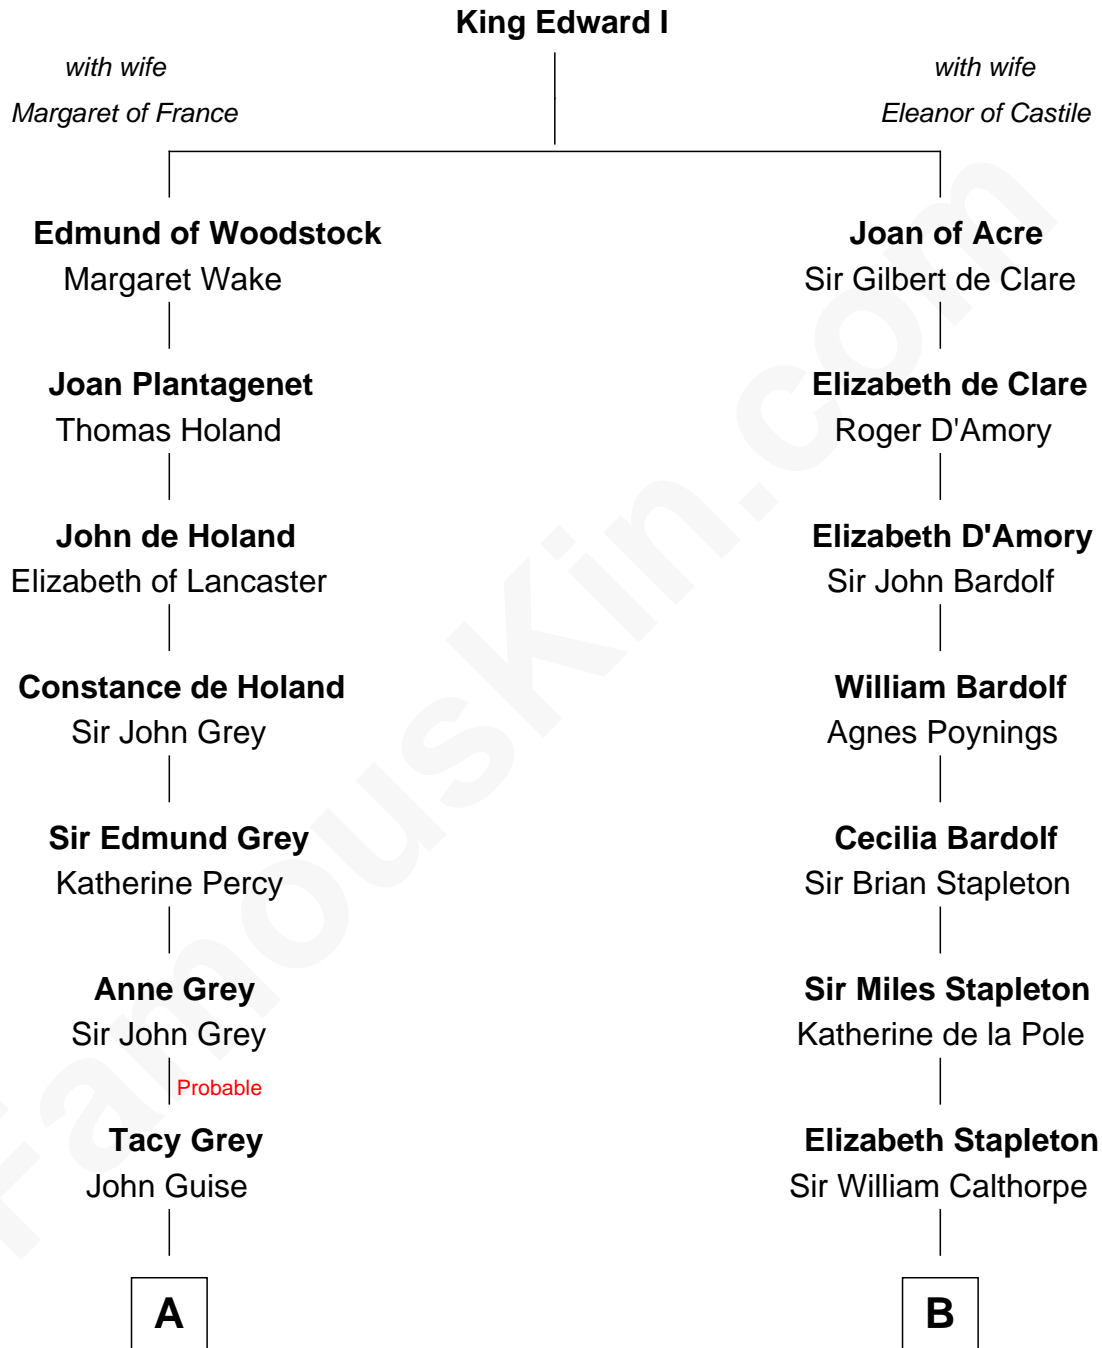 King Edward I
with wife
Margaret of France
with wife
Eleanor of Castile
Edmund of Woodstock
Margaret Wake
Joan Plantagenet
Thomas Holand
John de Holand
Elizabeth of Lancaster
Constance de Holand
Sir John Grey
Sir Edmund Grey
Katherine Percy
Anne Grey
Sir John Grey
Probable
Tacy Grey
John Guise
A
Joan of Acre
Sir Gilbert de Clare
Elizabeth de Clare
Roger D'Amory
Elizabeth D'Amory
Sir John Bardolf
William Bardolf
Agnes Poynings
Cecilia Bardolf
Sir Brian Stapleton
Sir Miles Stapleton
Katherine de la Pole
Elizabeth Stapleton
Sir William Calthorpe
B
FamousKin.com